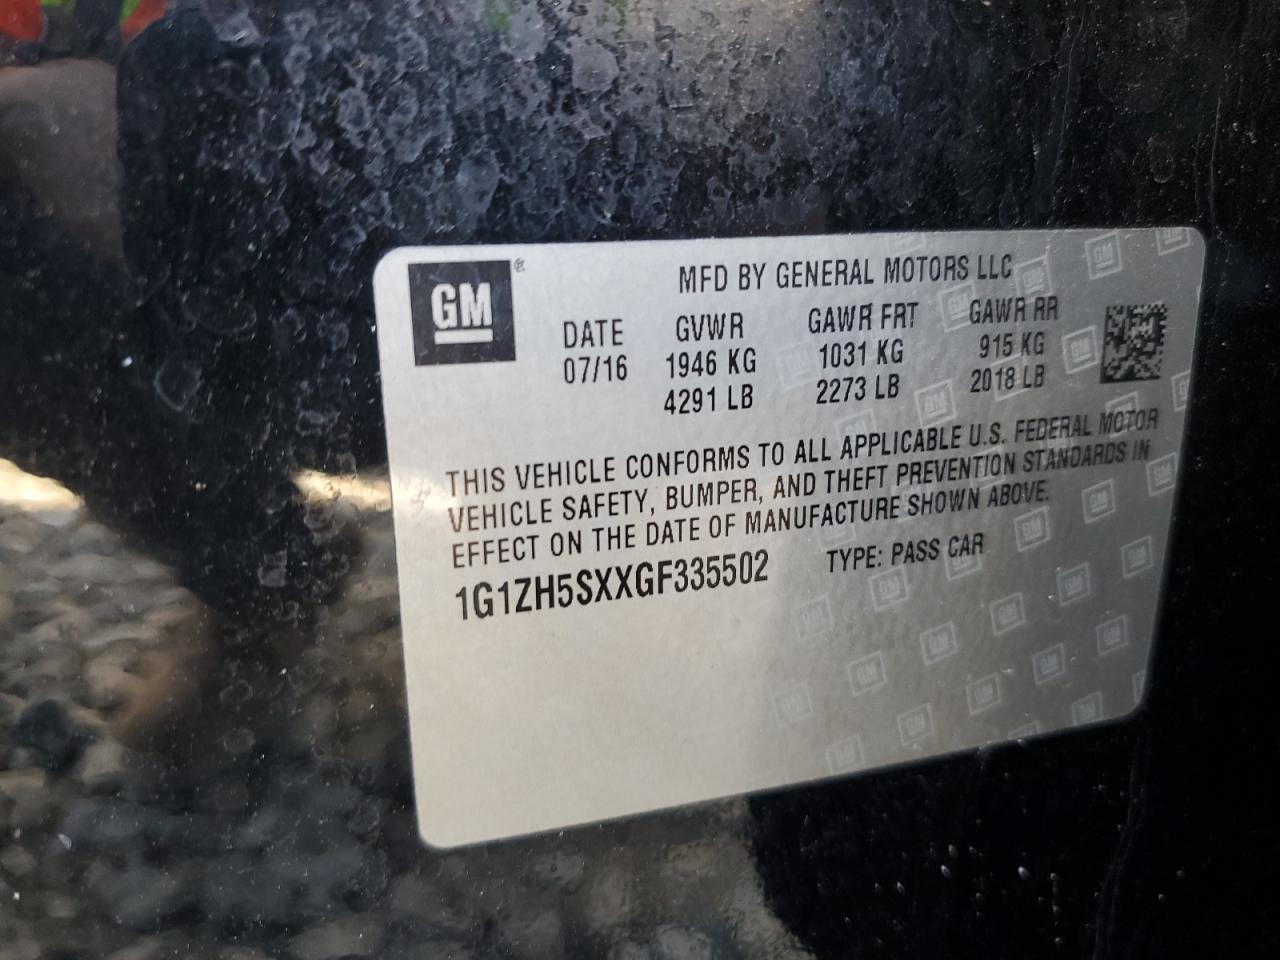 GM ®
MFD BY GENERAL MOTORS LLC
DATE GVWR GAWR FRT GAWR RR
07/16 1946 KG 1031 KG 915 KG
4291 LB 2273 LB 2018 LB
THIS VEHICLE CONFORMS TO ALL APPLICABLE U.S. FEDERAL MOTOR
VEHICLE SAFETY, BUMPER, AND THEFT PREVENTION STANDARDS IN
EFFECT ON THE DATE OF MANUFACTURE SHOWN ABOVE.
1G1ZH5SXXGF335502 TYPE: PASS CAR